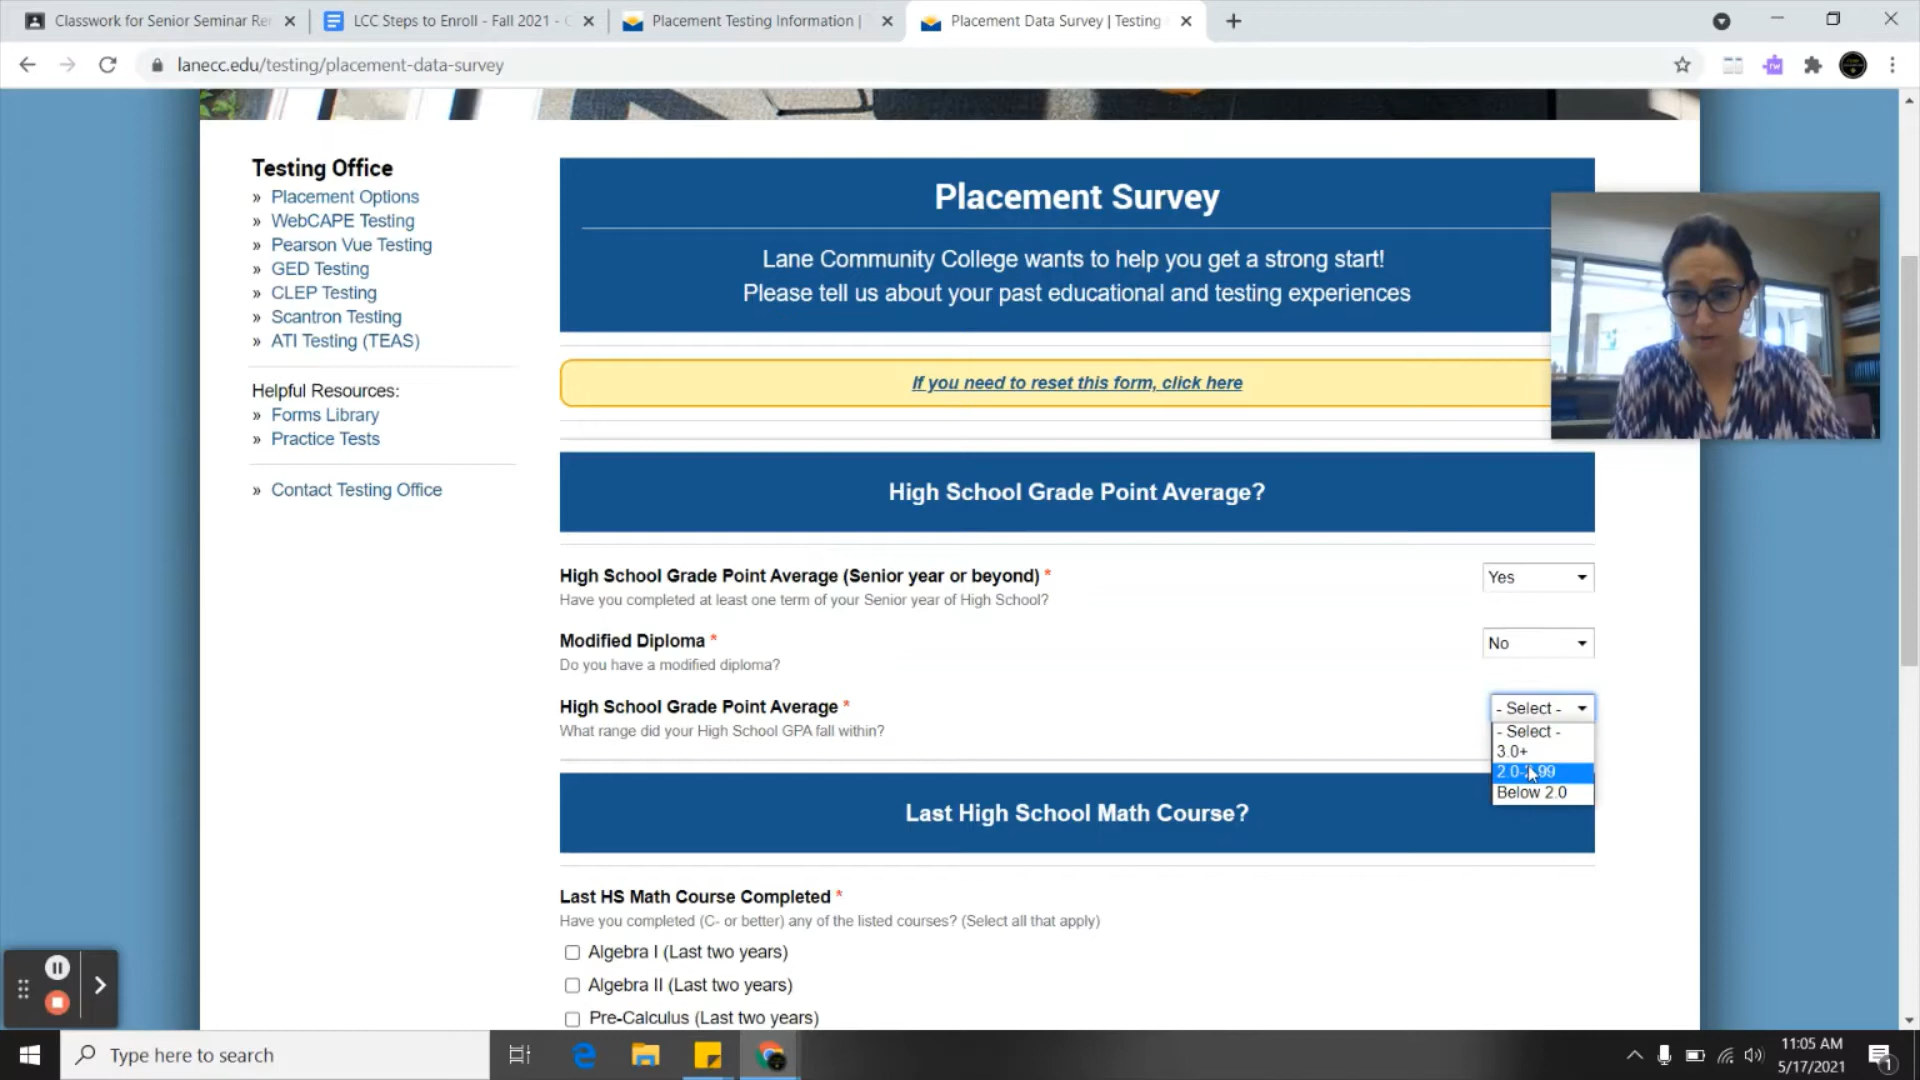 Classwork for Senior Seminar Re
LCC Steps to Enroll - Fall 2021 -
Placement Testing Information |
Placement Data Survey | Testing
lanecc.edu/testing/placement-data-survey
Testing Office
» Placement Options
» WebCAPE Testing
» Pearson Vue Testing
» GED Testing
» CLEP Testing
» Scantron Testing
» ATI Testing (TEAS)
Helpful Resources:
» Forms Library
» Practice Tests
» Contact Testing Office
Placement Survey
Lane Community College wants to help you get a strong start!
Please tell us about your past educational and testing experiences
If you need to reset this form, click here
High School Grade Point Average?
High School Grade Point Average (Senior year or beyond) *
Have you completed at least one term of your Senior year of High School?
Yes
Modified Diploma *
Do you have a modified diploma?
No
High School Grade Point Average *
What range did your High School GPA fall within?
- Select -
- Select -
3.0+
2.0-2.99
Below 2.0
Last High School Math Course?
Last HS Math Course Completed *
Have you completed (C- or better) any of the listed courses? (Select all that apply)
Algebra I (Last two years)
Algebra II (Last two years)
Pre-Calculus (Last two years)
Type here to search
11:05 AM
5/17/2021
1